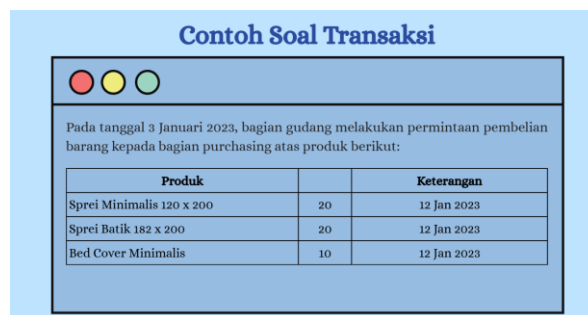 Contoh Soal Transaksi
Pada tanggal 3 Januari 2023, bagian gudang melakukan permintaan pembelian
barang kepada bagian purchasing atas produk berikut:
Produk Keterangan
Sprei Minimalis 120 x 200 20 12 Jan 2023
Sprei Batik 182 x 200 20 12 Jan 2023
Bed Cover Minimalis 10 12 Jan 2023